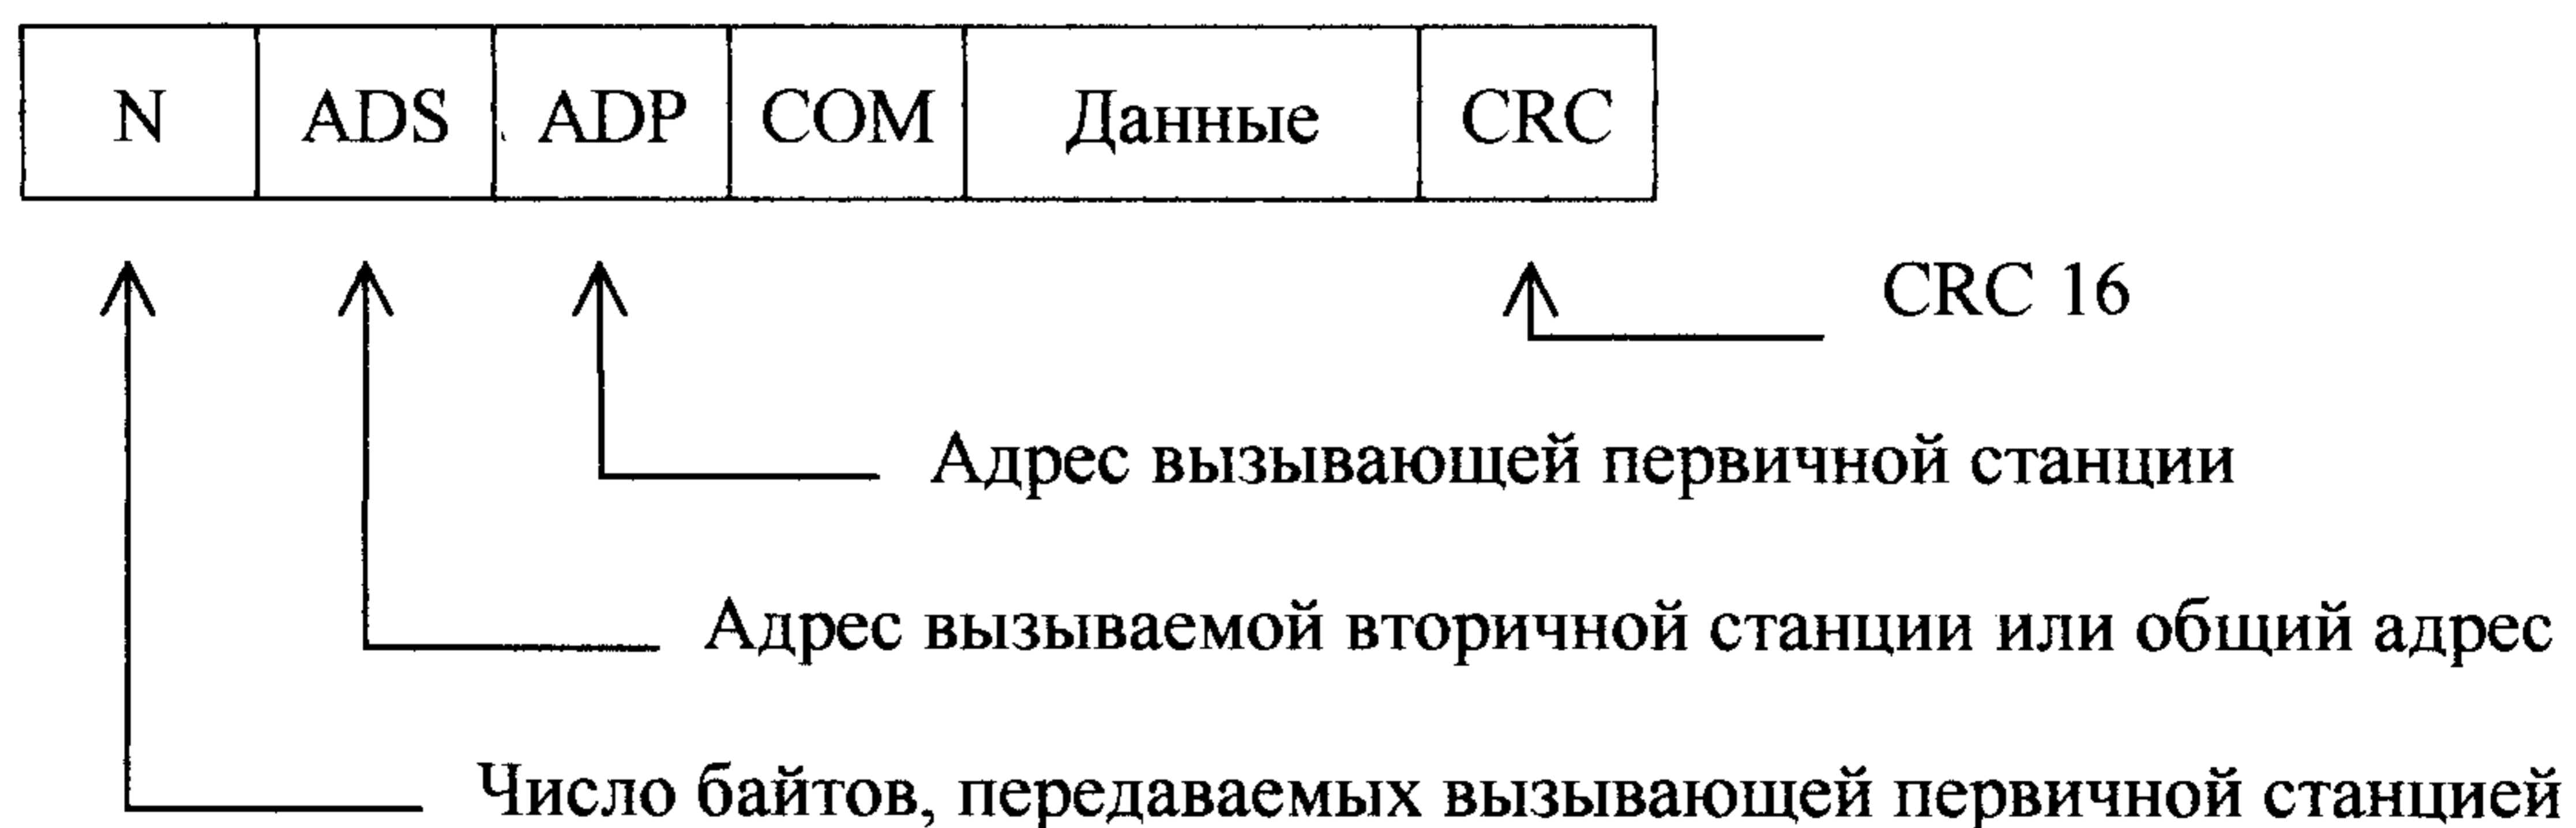 N ADS ADP COM Данные CRC
CRC 16
Адрес вызывающей первичной станции
Адрес вызываемой вторичной станции или общий адрес
Число байтов, передаваемых вызывающей первичной станцией